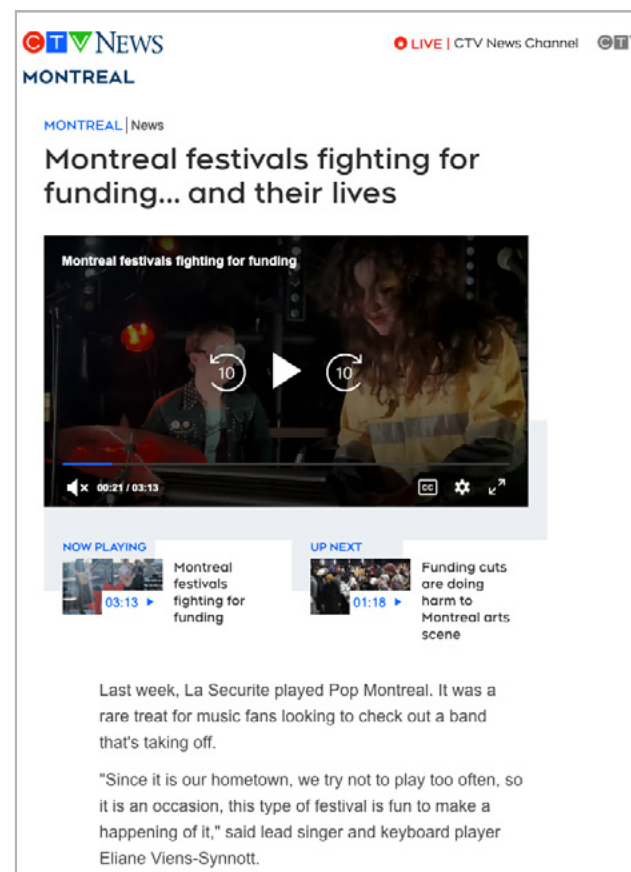 CTV NEWS
LIVE | CTV News Channel
CT
MONTREAL
MONTREAL | News
Montreal festivals fighting for
funding... and their lives
Montreal festivals fighting for funding
10
10
00:21 / 03:13
CC
NOW PLAYING
03:13
Montreal
festivals
fighting for
funding
UP NEXT
01:18
Funding cuts
are doing
harm to
Montreal arts
scene
Last week, La Securite played Pop Montreal. It was a
rare treat for music fans looking to check out a band
that's taking off.
"Since it is our hometown, we try not to play too often, so
it is an occasion, this type of festival is fun to make a
happening of it," said lead singer and keyboard player
Eliane Viens-Synnott.